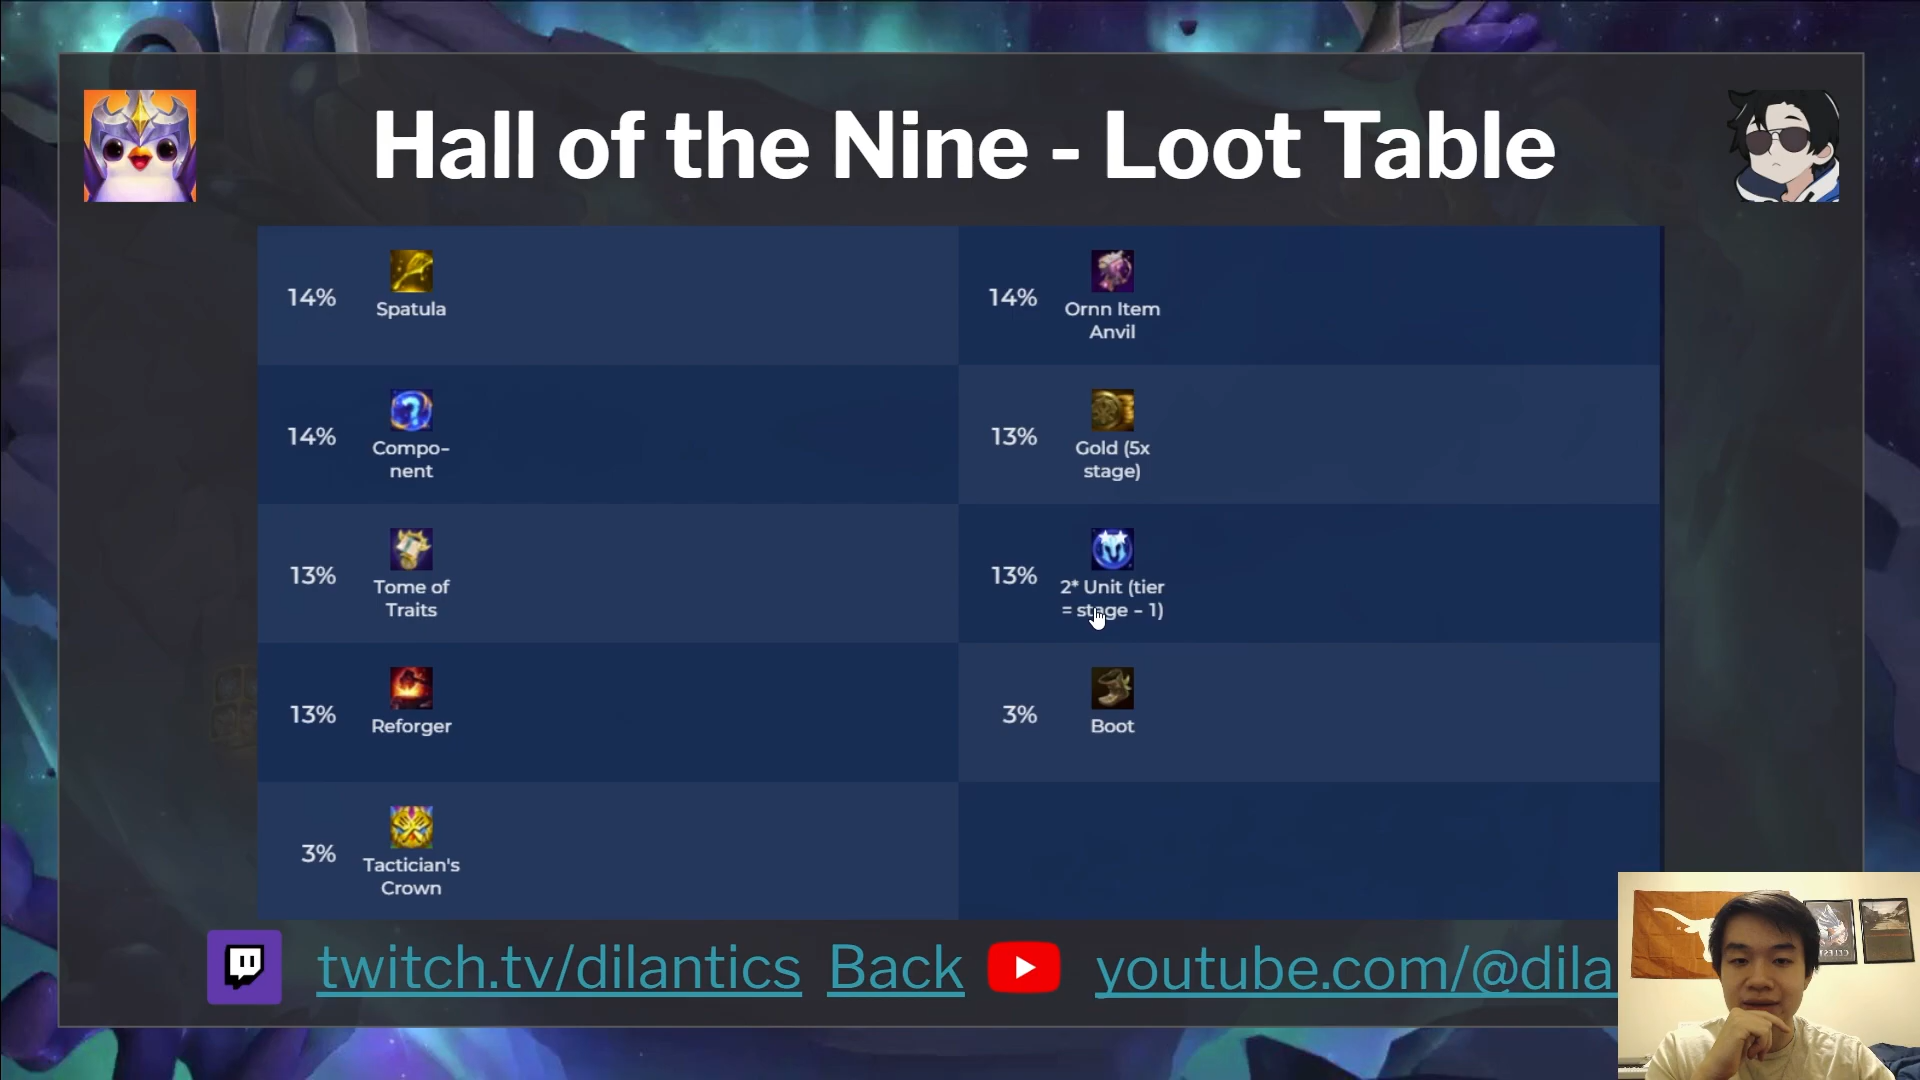 Hall of the Nine - Loot Table
14%
Spatula
14%
Ornn Item
Anvil
14%
Compo-
nent
13%
Gold (5x
stage)
13%
Tome of
Traits
13%
2* Unit (tier
= stage - 1)
13%
Reforger
3%
Boot
3%
Tactician's
Crown
twitch.tv/dilantics
Back
youtube.com/@dila